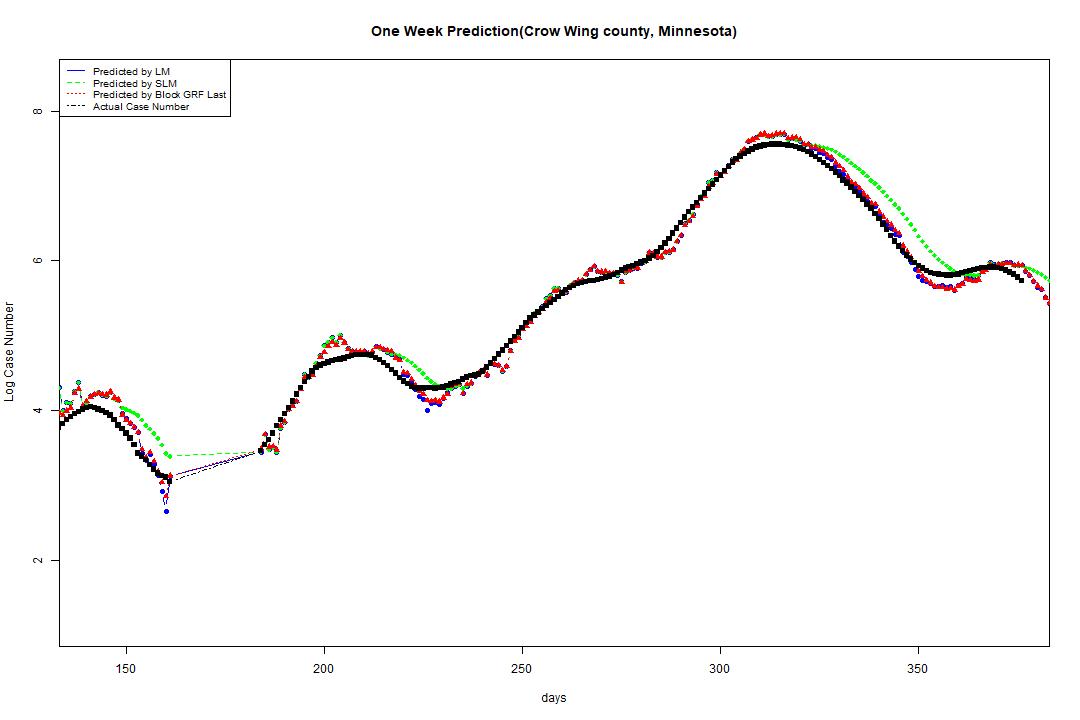 One Week Prediction(Crow Wing county, Minnesota)
Predicted by LM
Predicted by SLM
Predicted by Block GRF Last
Actual Case Number
8
6
4
2
Log Case Number
150 200 250 300 350
days